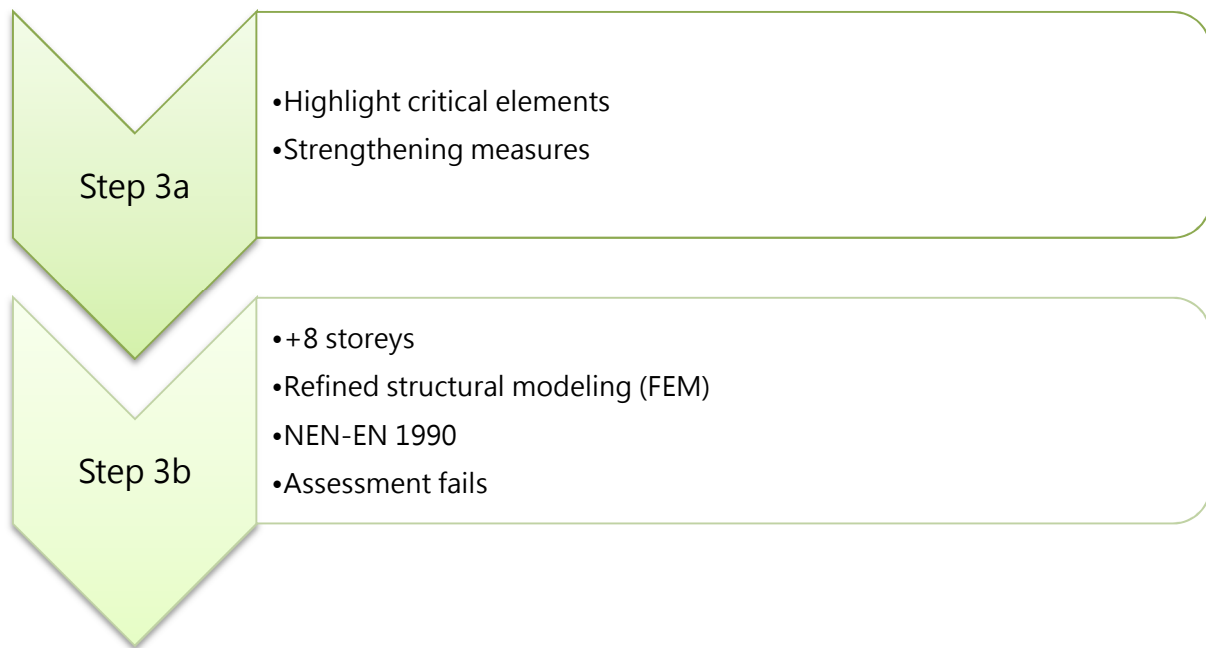 Step 3a
•Highlight critical elements
•Strengthening measures
Step 3b
•+8 storeys
•Refined structural modeling (FEM)
•NEN-EN 1990
•Assessment fails